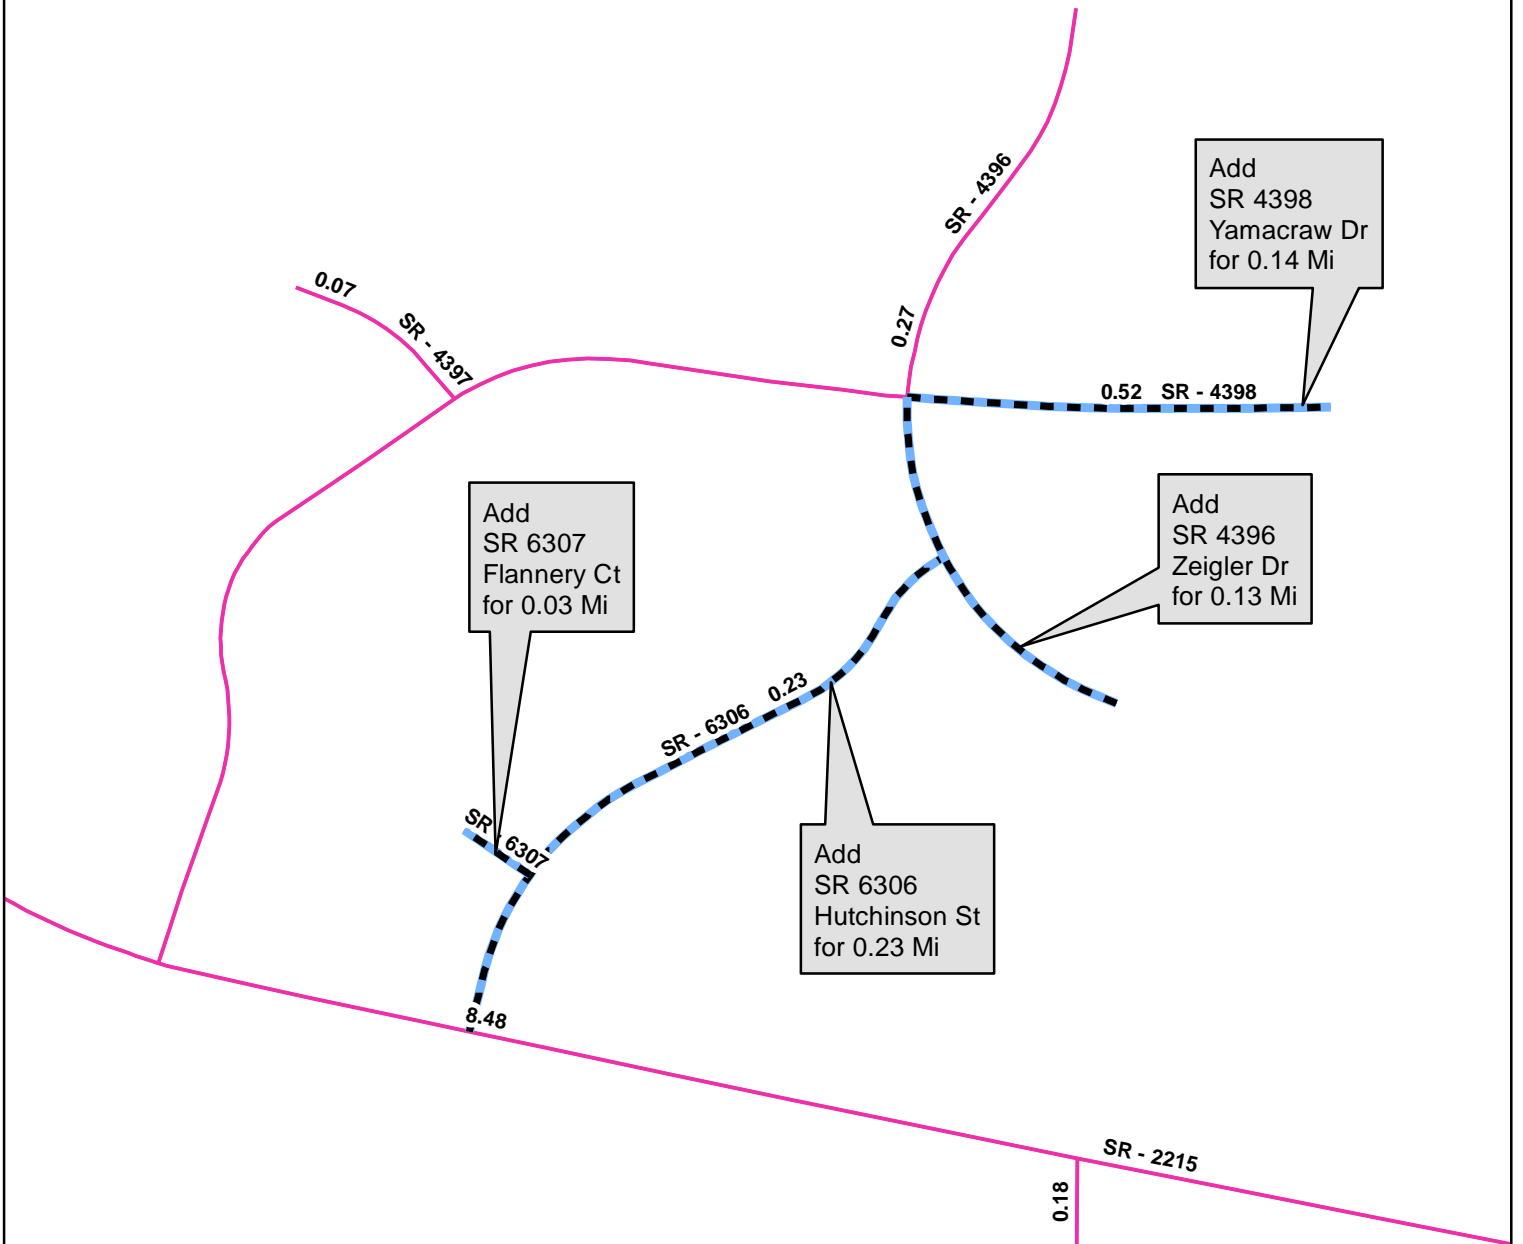 SR - 4396
Add
SR 4398
Yamacraw Dr
for 0.14 Mi
0.07
SR - 4397
0.27
0.52 SR - 4398
Add
SR 6307
Flannery Ct
for 0.03 Mi
Add
SR 4396
Zeigler Dr
for 0.13 Mi
SR - 6306 0.23
SR - 6307
Add
SR 6306
Hutchinson St
for 0.23 Mi
8.48
SR - 2215
0.18